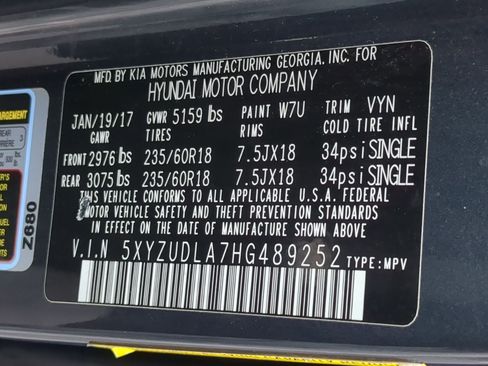 MFD. BY KIA MOTORS MANUFACTURING GEORGIA, INC. FOR
HYUNDAI MOTOR COMPANY
JAN/19/17 GVWR 5159 lbs PAINT W7U TRIM VYN
GAWR TIRES RIMS COLD TIRE INFL
FRONT 2976 lbs 235/60R18 7.5JX18 34psi SINGLE
REAR 3075 lbs 235/60R18 7.5JX18 34psi SINGLE
THIS VEHICLE CONFORMS TO ALL APPLICABLE U.S.A. FEDERAL
MOTOR VEHICLE SAFETY AND THEFT PREVENTION STANDARDS
IN EFFECT ON THE DATE OF MANUFACTURE SHOWN ABOVE
V.I.N 5XYZUDLA7HG489252 TYPE: MPV
Z680
REAR